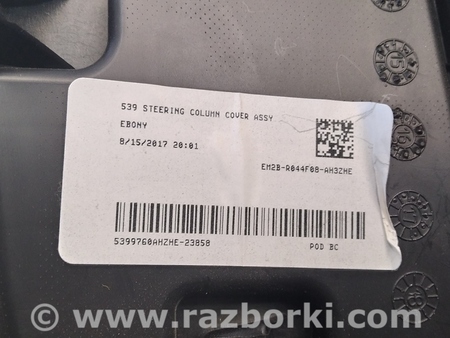 539 STEERING COLUMN COVER ASSY
EBONY
8/15/2017 20:01
EM2B-R044F08-AH3ZHE
5399760AHZHE-23858
POD BC
www.razborki.com